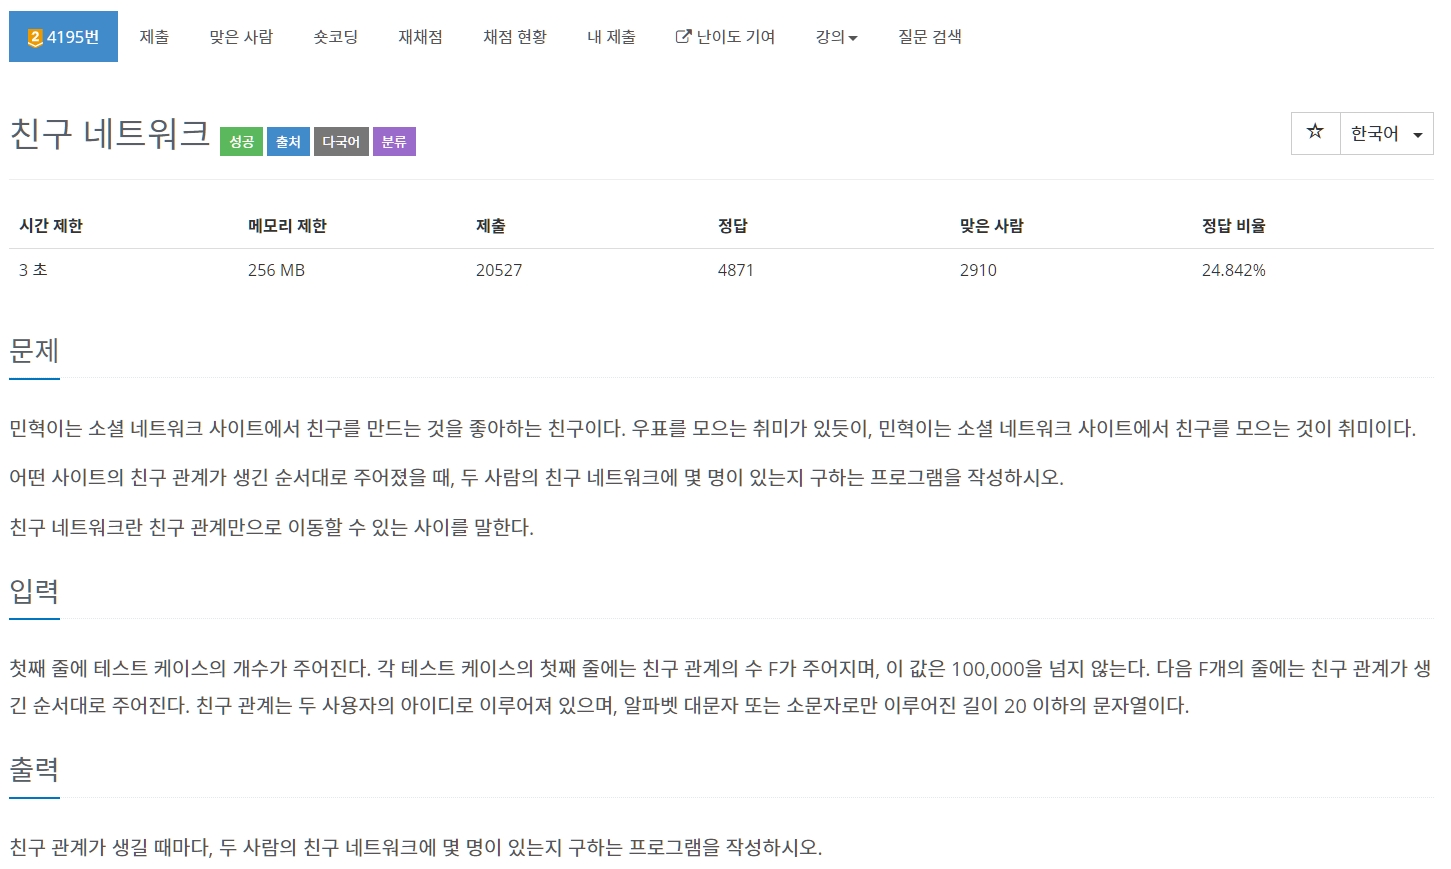 2 4195번 제출 맞은 사람 숏코딩 재채점 채점 현황 내 제출 난이도 기여 강의 질문 검색
친구 네트워크 성공 출처 다국어 분류 한국어
시간 제한 메모리 제한 제출 정답 맞은 사람 정답 비율
3 초 256 MB 20527 4871 2910 24.842%
문제
민혁이는 소셜 네트워크 사이트에서 친구를 만드는 것을 좋아하는 친구이다. 우표를 모으는 취미가 있듯이, 민혁이는 소셜 네트워크 사이트에서 친구를 모으는 것이 취미이다.
어떤 사이트의 친구 관계가 생긴 순서대로 주어졌을 때, 두 사람의 친구 네트워크에 몇 명이 있는지 구하는 프로그램을 작성하시오.
친구 네트워크란 친구 관계만으로 이동할 수 있는 사이를 말한다.
입력
첫째 줄에 테스트 케이스의 개수가 주어진다. 각 테스트 케이스의 첫째 줄에는 친구 관계의 수 F가 주어지며, 이 값은 100,000을 넘지 않는다. 다음 F개의 줄에는 친구 관계가 생
긴 순서대로 주어진다. 친구 관계는 두 사용자의 아이디로 이루어져 있으며, 알파벳 대문자 또는 소문자로만 이루어진 길이 20 이하의 문자열이다.
출력
친구 관계가 생길 때마다, 두 사람의 친구 네트워크에 몇 명이 있는지 구하는 프로그램을 작성하시오.